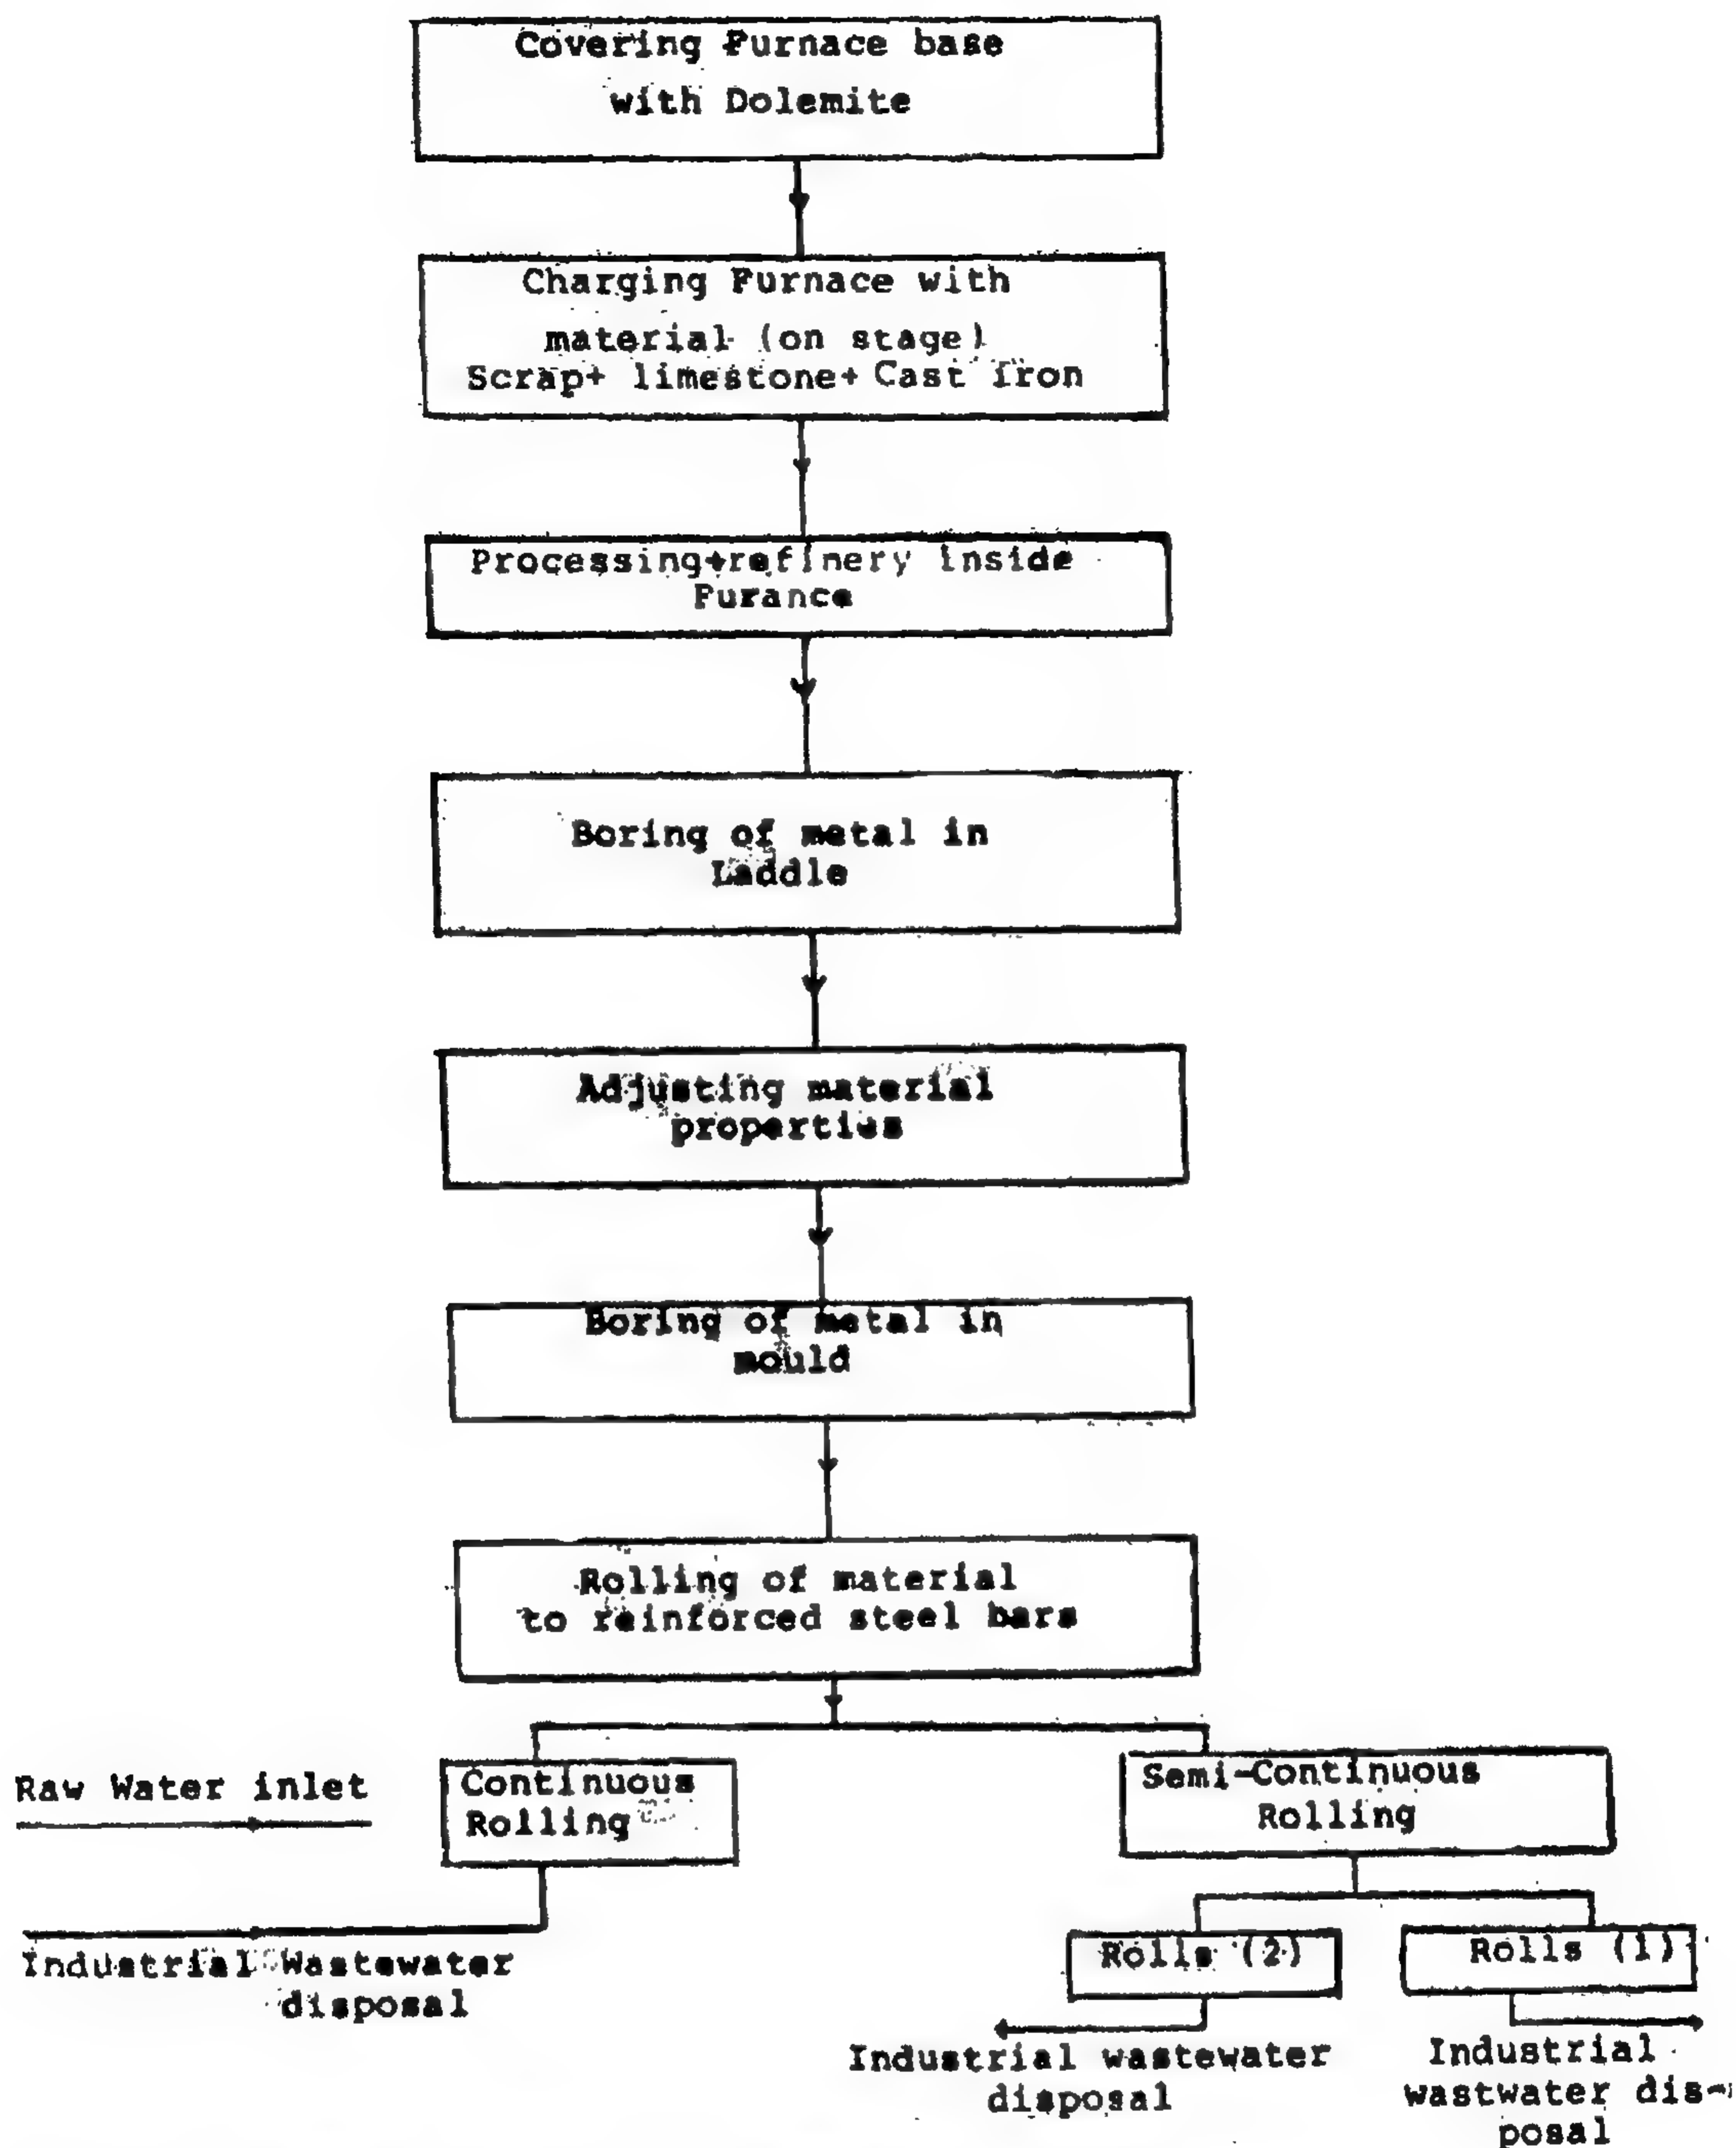 Covering Furnace base
with Dolemite
Charging Furnace with
material (on stage)
Scrap+ limestone+ Cast iron
Processing+refinery inside
Furance
Boring of metal in
Laddle
Adjusting material
properties
Boring of metal in
mould
Rolling of material
to reinforced steel bars
Raw Water inlet
Continuous
Rolling
Semi-Continuous
Rolling
Industrial Wastewater
disposal
Rolls (2)
Rolls (1)
Industrial wastewater
disposal
Industrial
wastwater dis-
posal